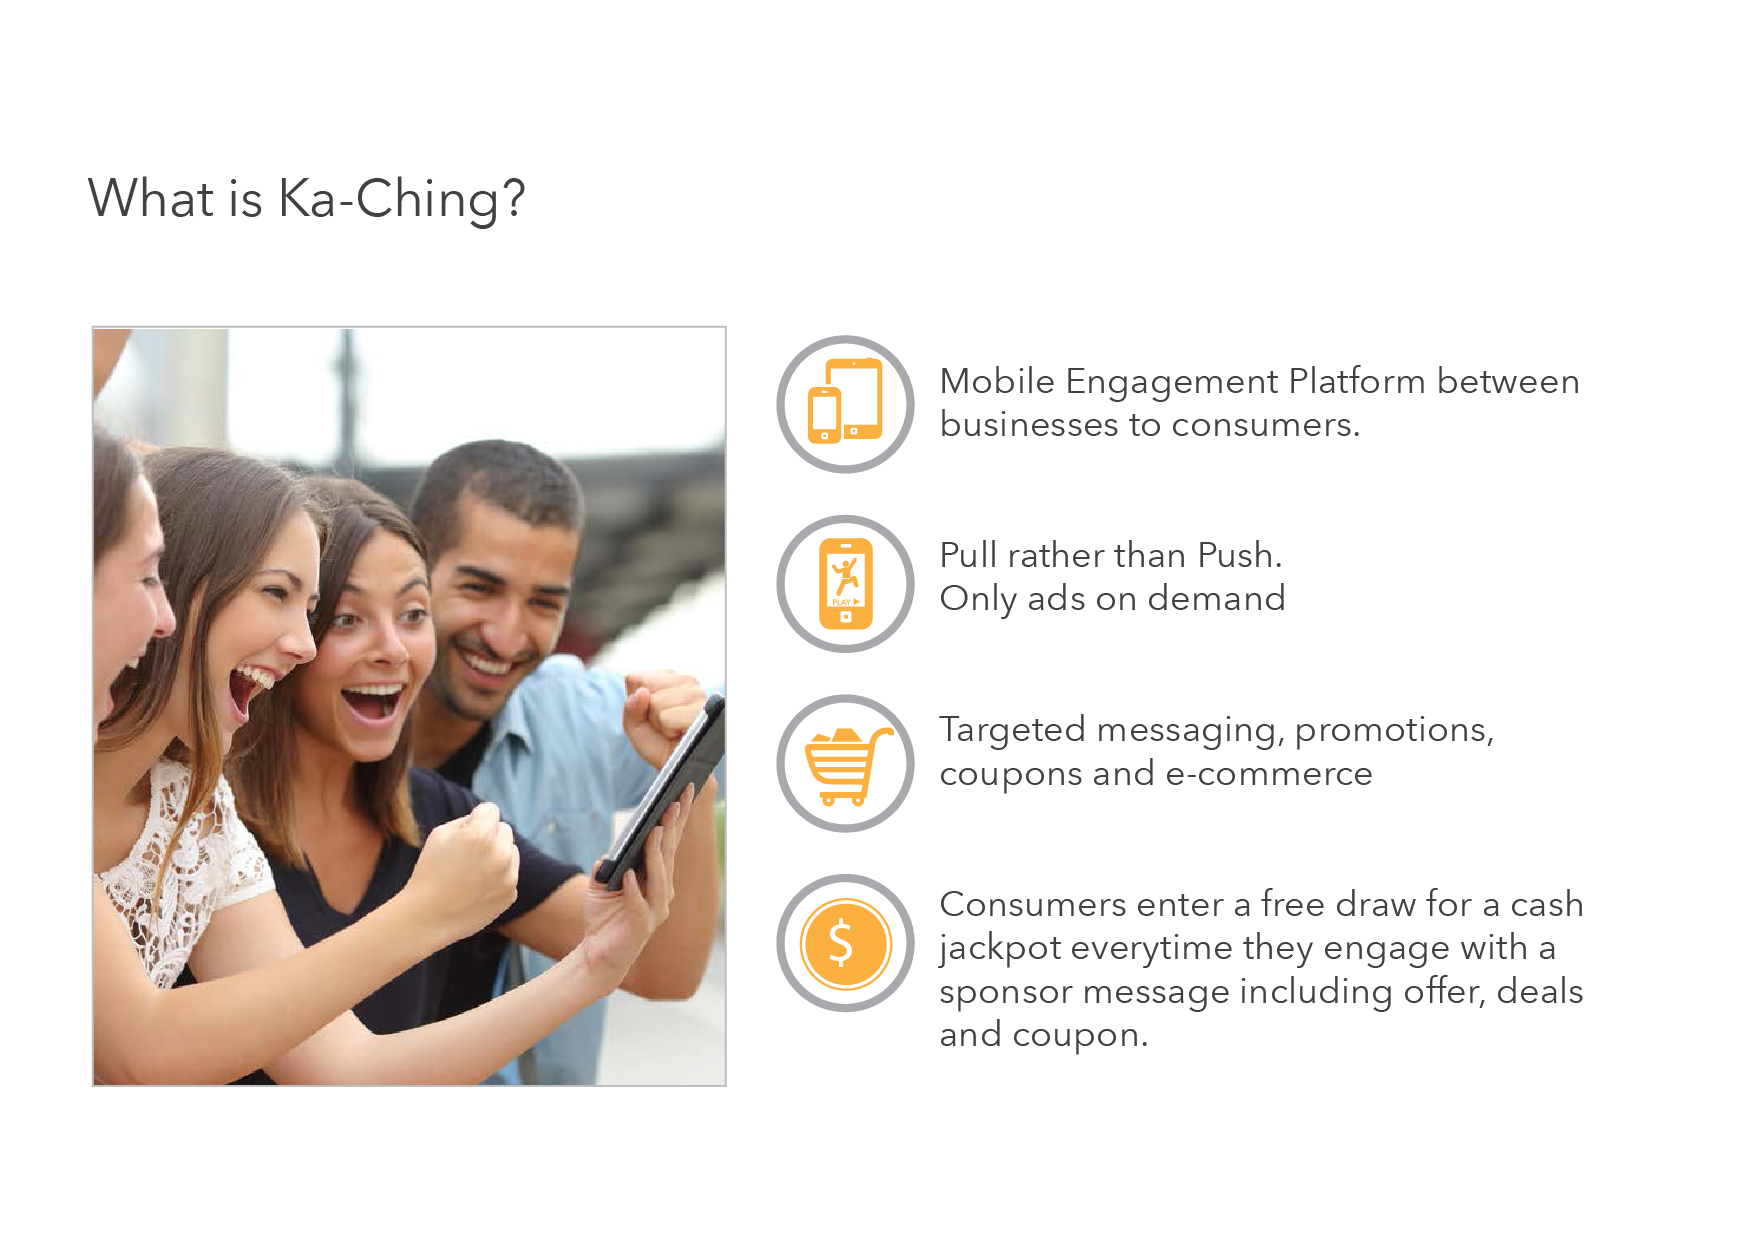 What is Ka-Ching?
Mobile Engagement Platform between
businesses to consumers.
PLAY
Pull rather than Push.
Only ads on demand
Targeted messaging, promotions,
coupons and e-commerce
$
Consumers enter a free draw for a cash
jackpot everytime they engage with a
sponsor message including offer, deals
and coupon.